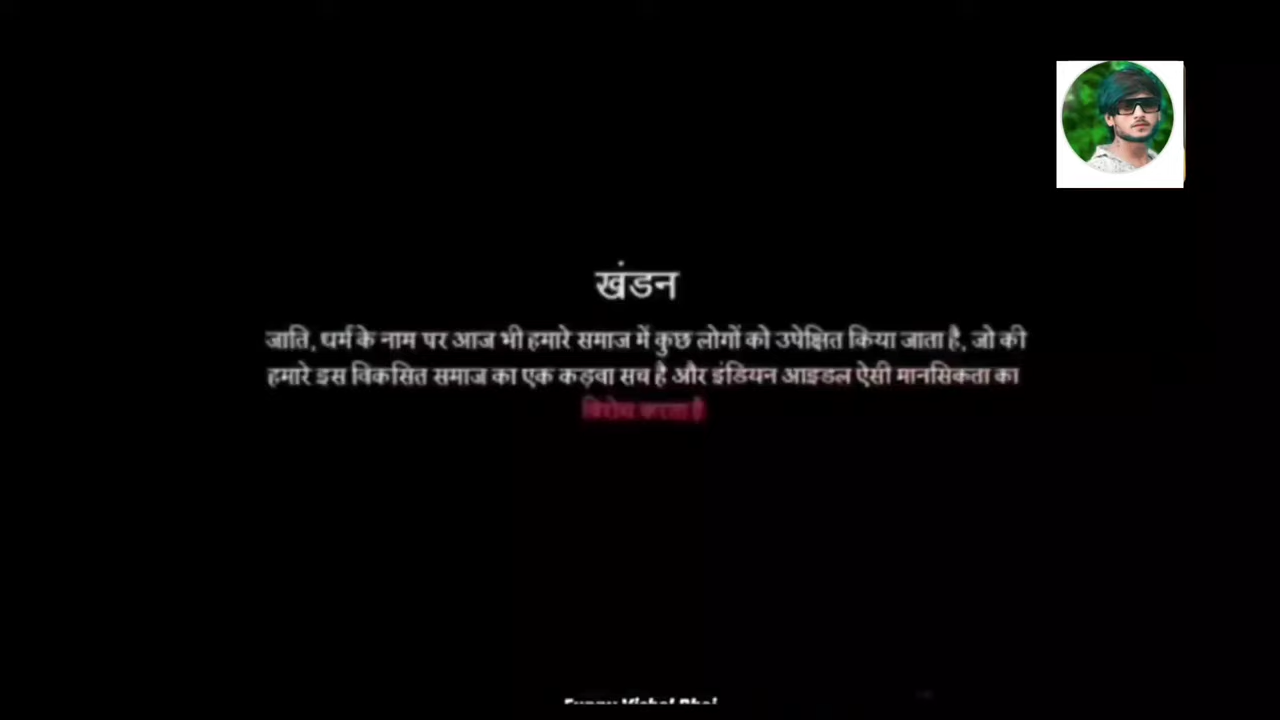 खंडन
जाति, धर्म के नाम पर आज भी हमारे समाज में कुछ लोगों को उपेक्षित किया जाता है, जो की
हमारे इस विकसित समाज का एक कड़वा सच है और इंडियन आइडल ऐसी मानसिकता का
विरोध करता है